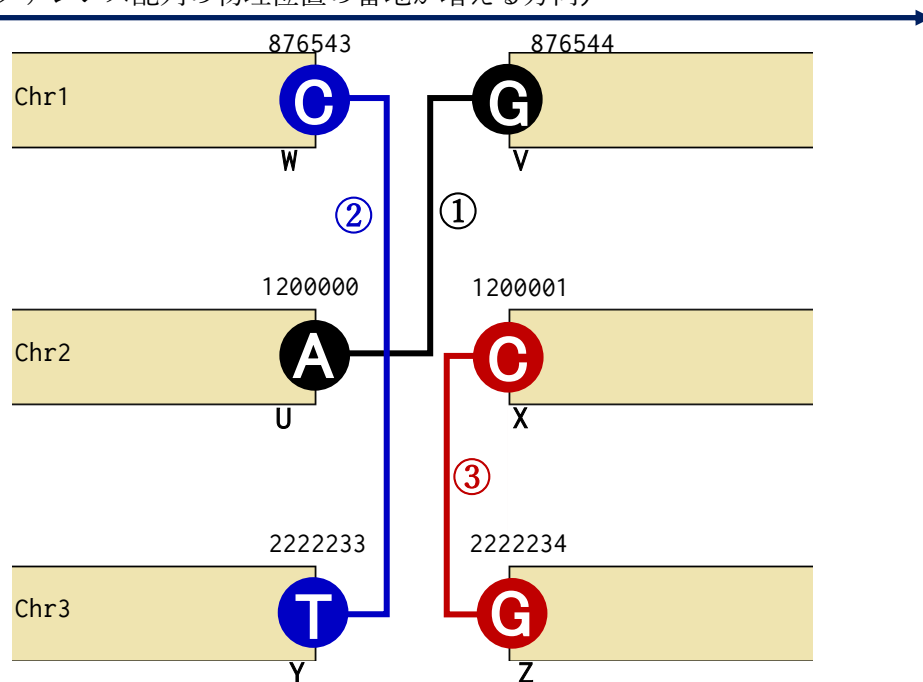 876543 876544
Chr1 C G
W V
② ①
1200000 1200001
Chr2 A C
U X
③
2222233 2222234
Chr3 T G
Y Z